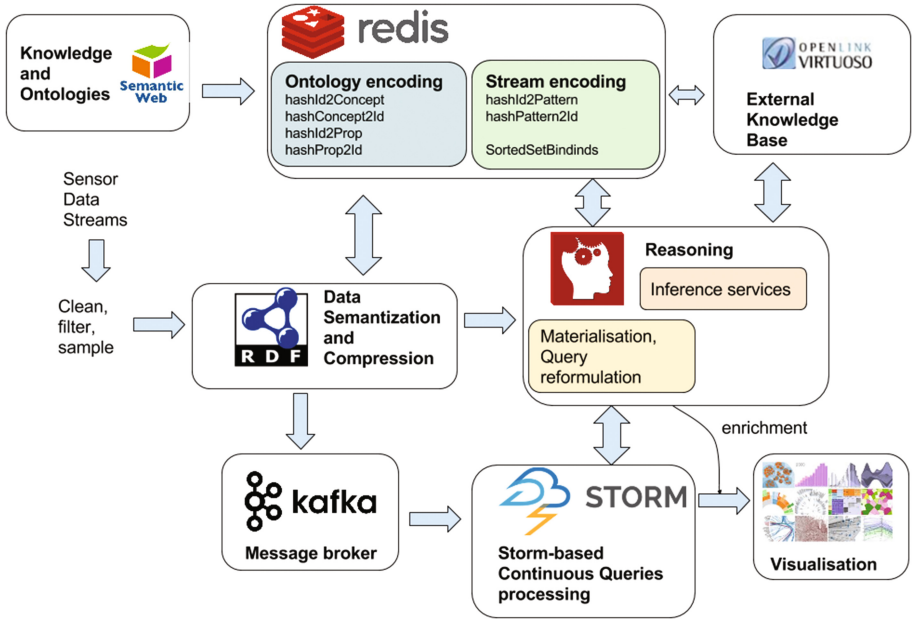 Knowledge
and
Ontologies
Semantic
Web
redis
Ontology encoding
hashId2Concept
hashConcept2Id
hashId2Prop
hashProp2Id
Stream encoding
hashId2Pattern
hashPattern2Id
SortedSetBindinds
OPENLINK
VIRTUOSO
External
Knowledge
Base
Sensor
Data
Streams
Clean,
filter,
sample
RDF
Data
Semantization
and
Compression
Reasoning
Inference services
Materialisation,
Query
reformulation
enrichment
kafka
Message broker
STORM
Storm-based
Continuous Queries
processing
Visualisation